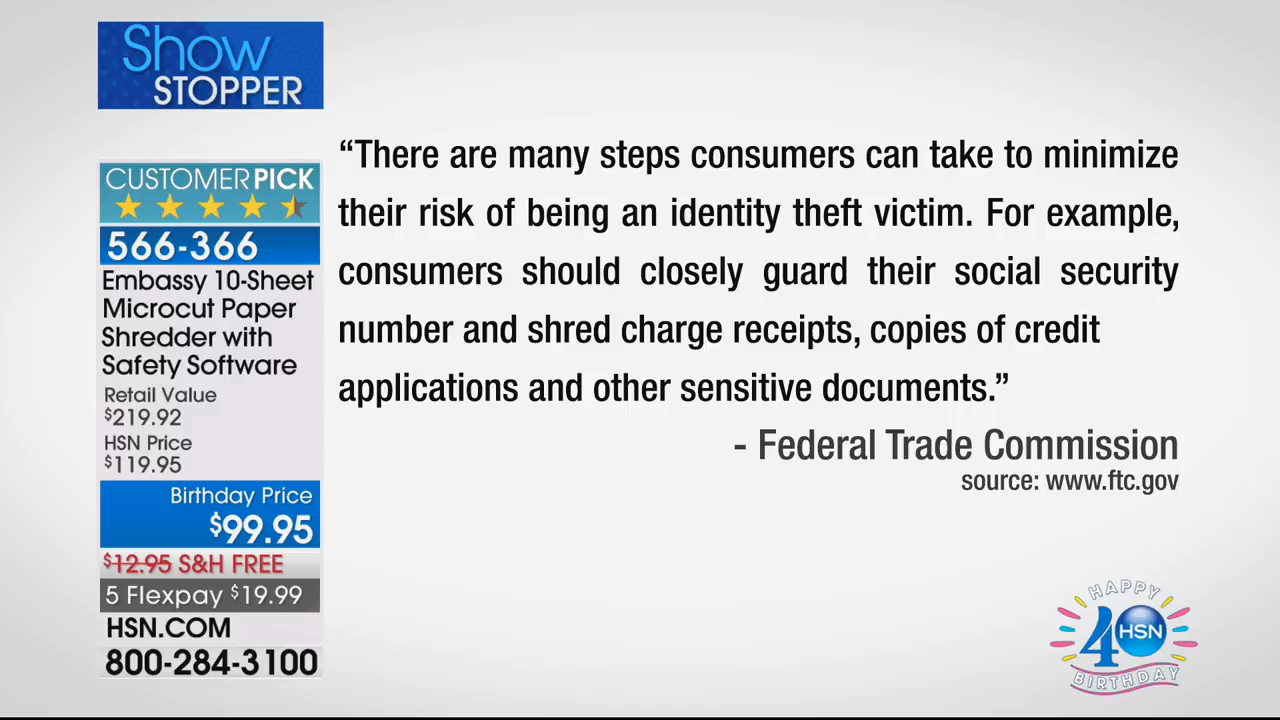 Show
STOPPER
CUSTOMER PICK
566-366
Embassy 10-Sheet
Microcut Paper
Shredder with
Safety Software
Retail Value
$219.92
HSN Price
$119.95
Birthday Price
$99.95
$12.95 S&H FREE
5 Flexpay $19.99
HSN.COM
800-284-3100
“There are many steps consumers can take to minimize
their risk of being an identity theft victim. For example,
consumers should closely guard their social security
number and shred charge receipts, copies of credit
applications and other sensitive documents.”
- Federal Trade Commission
source: www.ftc.gov
HAPPY
40 HSN
BIRTHDAY